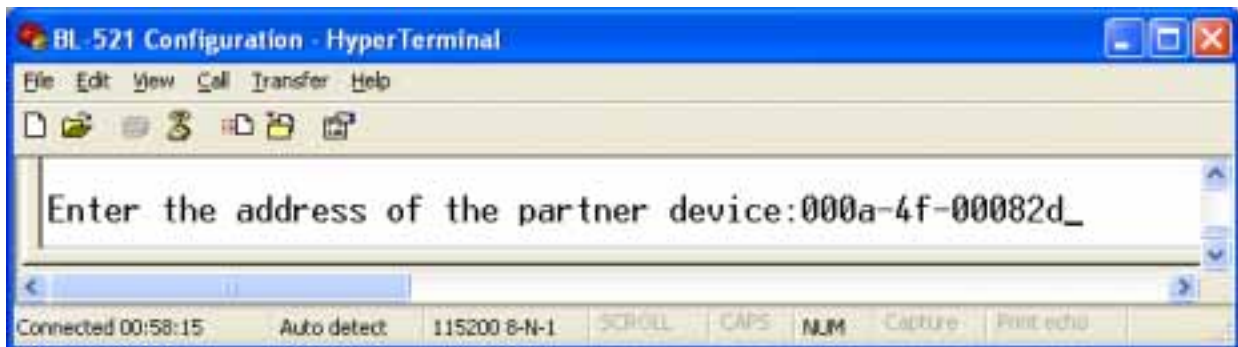 BL-521 Configuration - HyperTerminal
File Edit View Call Transfer Help
Enter the address of the partner device:000a-4f-00082d_
Connected 00:58:15 Auto detect 115200 8-N-1 SCROLL CAPS NUM Capture Print echo